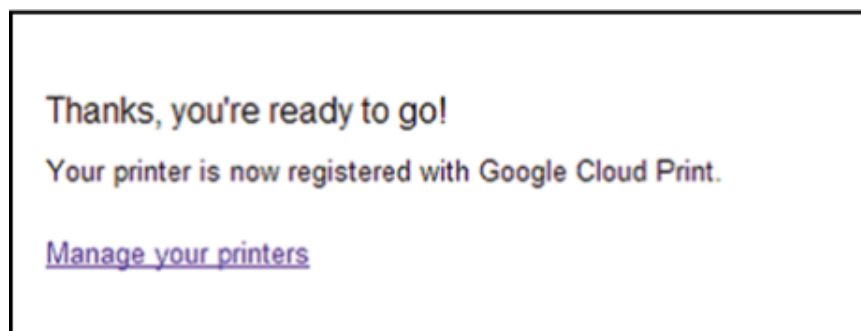 Thanks, you're ready to go!
Your printer is now registered with Google Cloud Print.
Manage your printers